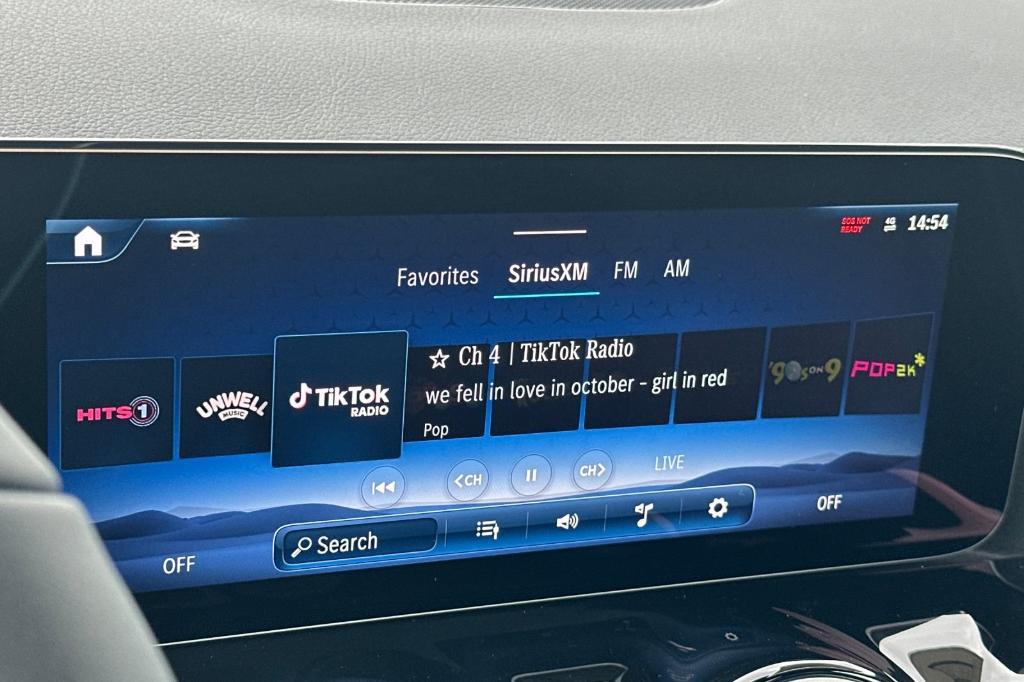 SOS NOT
READY
4G
14:54
Favorites
SiriusXM
FM
AM
HITS 1
UNWELL
MUSIC
TikTok
RADIO
Ch 4 | TikTok Radio
we fell in love in october - girl in red
Pop
'90s ON 9
POP2K
<CH
CH>
LIVE
OFF
Search
OFF